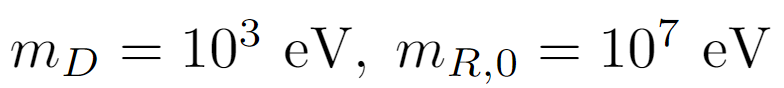 $m_D = 10^3$ eV, $m_{R,0} = 10^7$ eV